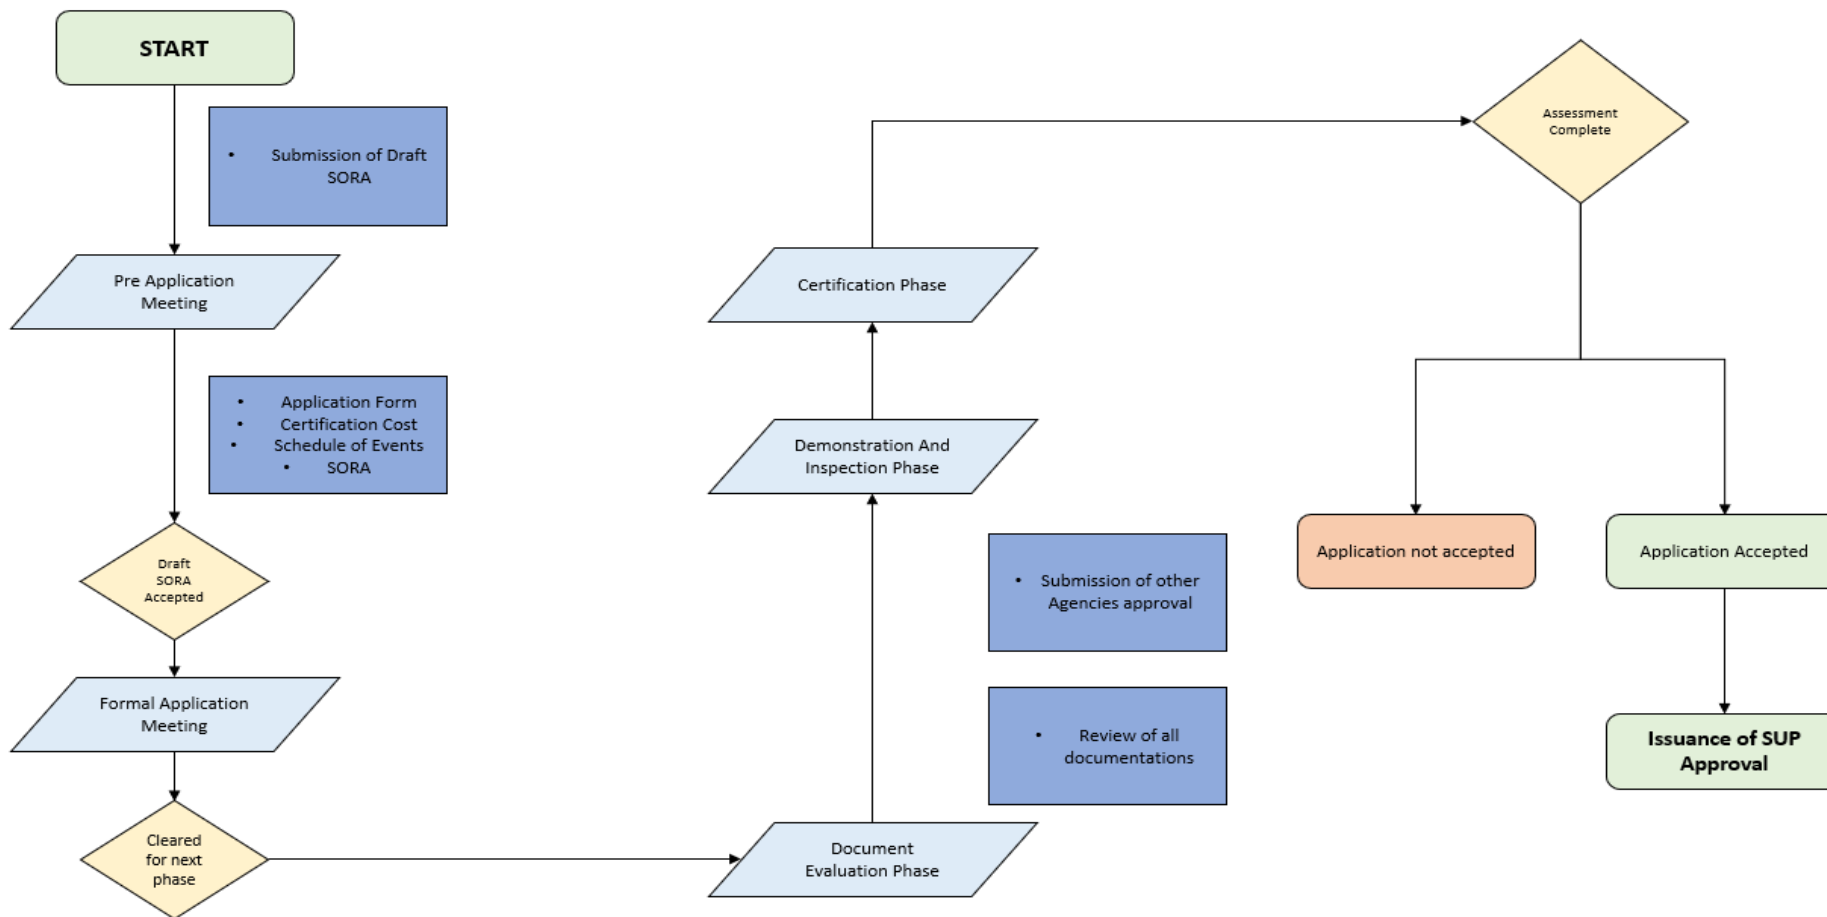 START
• Submission of Draft
SORA
Pre Application
Meeting
• Application Form
• Certification Cost
• Schedule of Events
• SORA
Draft
SORA
Accepted
Formal Application
Meeting
Cleared
for next
phase
Document
Evaluation Phase
• Review of all
documentations
• Submission of other
Agencies approval
Demonstration And
Inspection Phase
Certification Phase
Assessment
Complete
Application not accepted
Application Accepted
Issuance of SUP
Approval